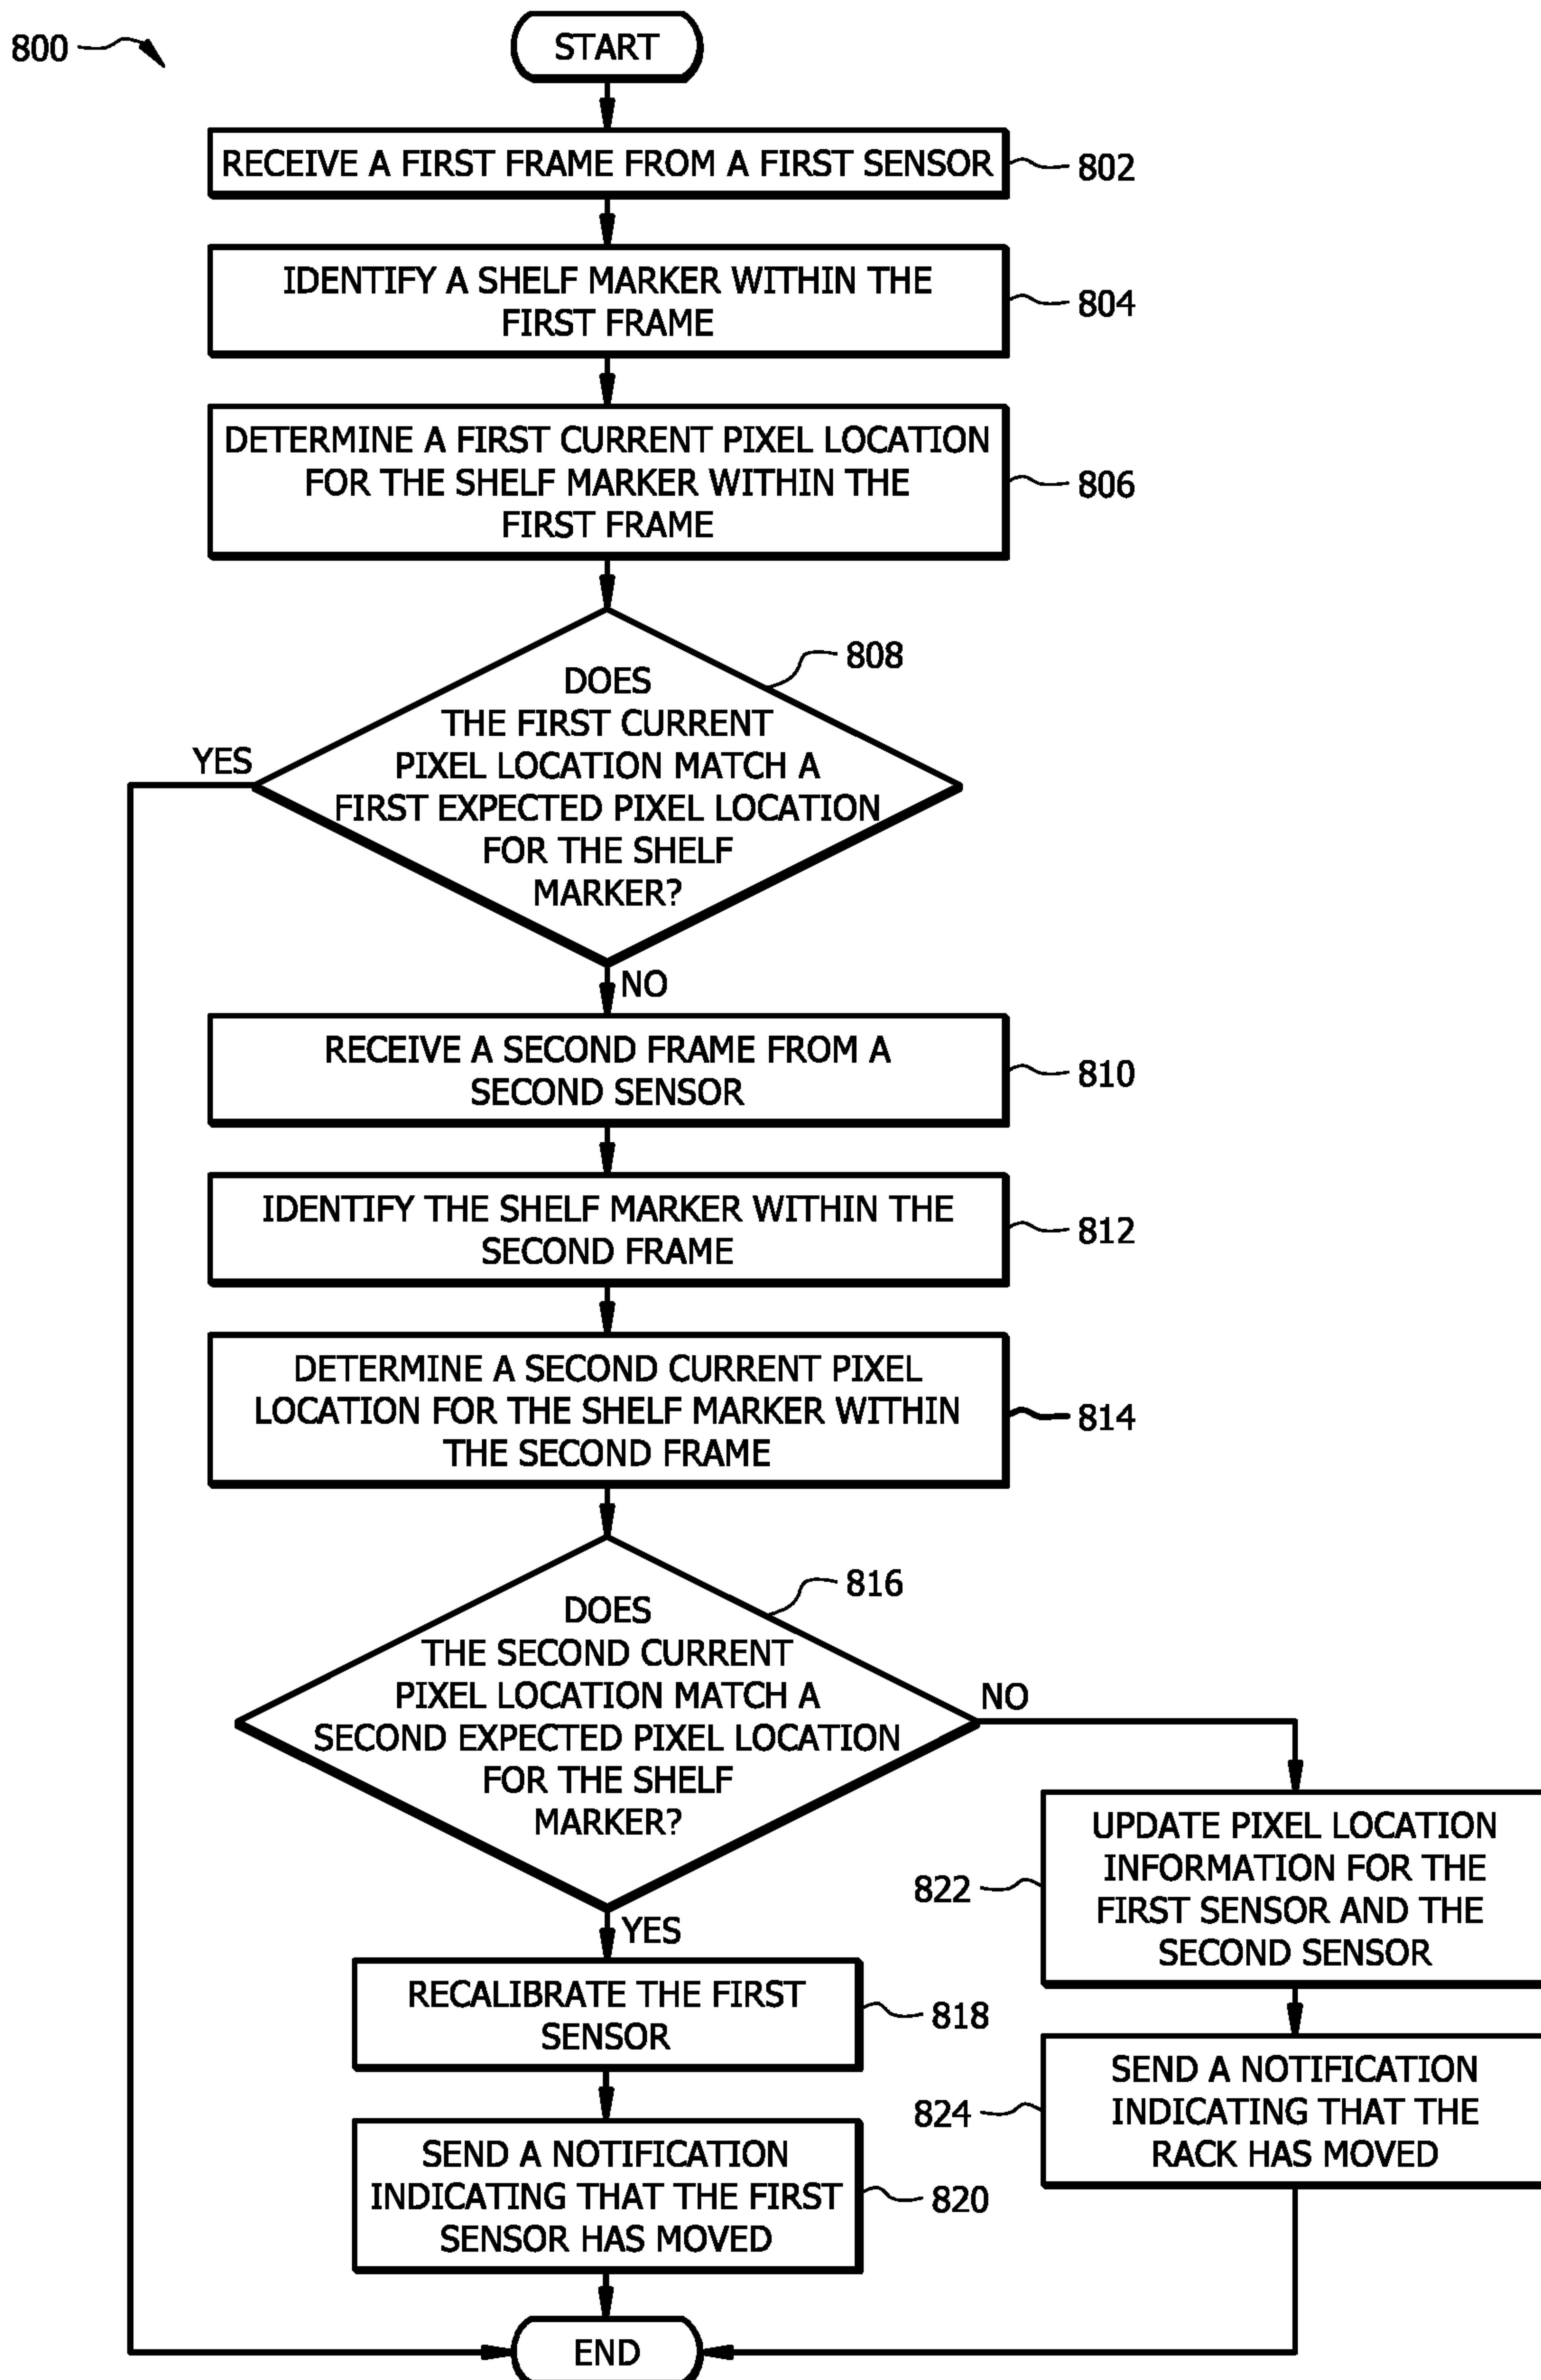 800
START
RECEIVE A FIRST FRAME FROM A FIRST SENSOR
802
IDENTIFY A SHELF MARKER WITHIN THE
FIRST FRAME
804
DETERMINE A FIRST CURRENT PIXEL LOCATION
FOR THE SHELF MARKER WITHIN THE
FIRST FRAME
806
808
DOES
THE FIRST CURRENT
PIXEL LOCATION MATCH A
FIRST EXPECTED PIXEL LOCATION
FOR THE SHELF
MARKER?
YES
NO
RECEIVE A SECOND FRAME FROM A
SECOND SENSOR
810
IDENTIFY THE SHELF MARKER WITHIN THE
SECOND FRAME
812
DETERMINE A SECOND CURRENT PIXEL
LOCATION FOR THE SHELF MARKER WITHIN
THE SECOND FRAME
814
816
DOES
THE SECOND CURRENT
PIXEL LOCATION MATCH A
SECOND EXPECTED PIXEL LOCATION
FOR THE SHELF
MARKER?
NO
YES
UPDATE PIXEL LOCATION
INFORMATION FOR THE
FIRST SENSOR AND THE
SECOND SENSOR
822
RECALIBRATE THE FIRST
SENSOR
818
SEND A NOTIFICATION
INDICATING THAT THE
RACK HAS MOVED
824
SEND A NOTIFICATION
INDICATING THAT THE FIRST
SENSOR HAS MOVED
820
END